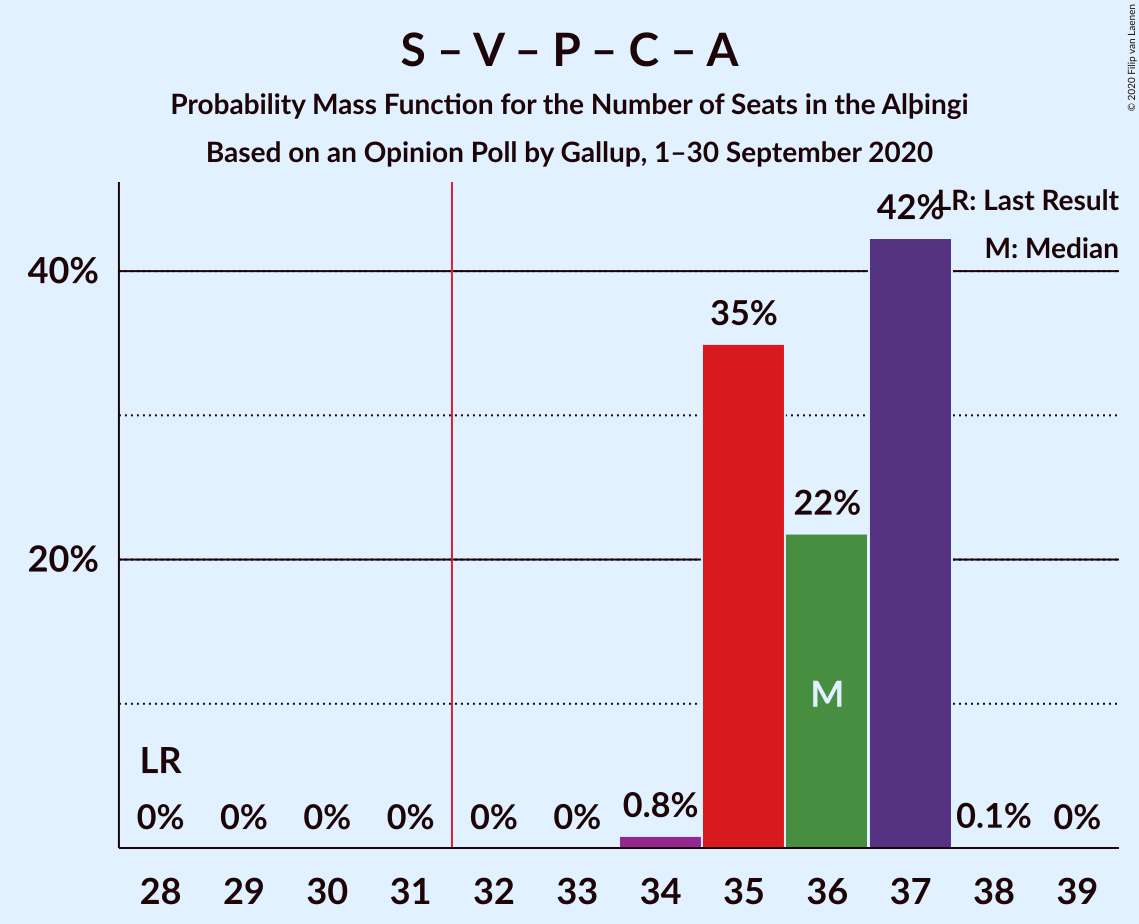 S – V – P – C – A
Probability Mass Function for the Number of Seats in the Alþingi
Based on an Opinion Poll by Gallup, 1–30 September 2020
© 2020 Filip van Laenen
LR: Last Result
M: Median
42%
40%
35%
22%
20%
M
LR
0% 0% 0% 0% 0% 0% 0.8% 0.1% 0%
28 29 30 31 32 33 34 35 36 37 38 39